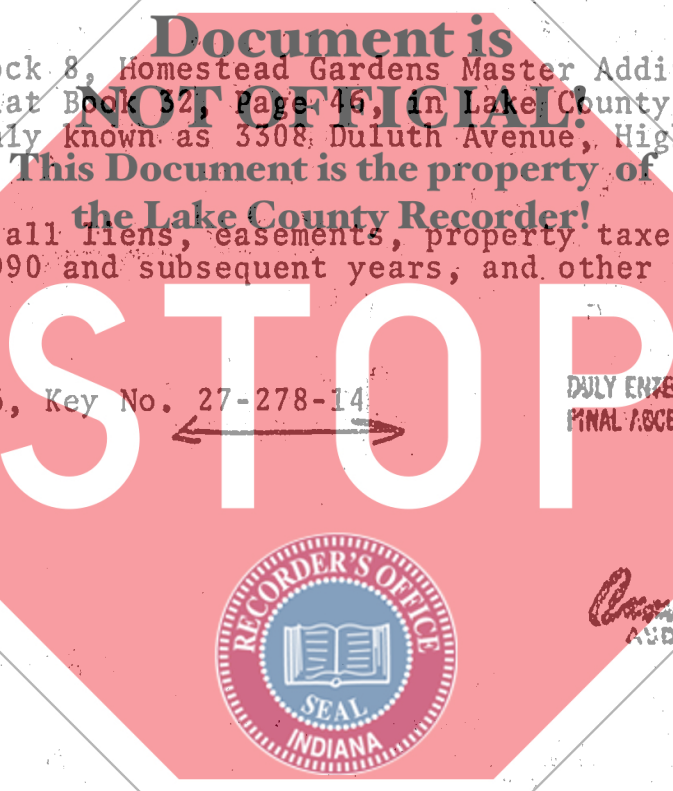 Document is
ock 8, Homestead Gardens Master Addi
at Book 32, Page 46, in Lake County
NOT OFFICIAL!
ly known as 3308 Duluth Avenue, Hig
This Document is the property of
the Lake County Recorder!
all liens, easements, property taxe
90 and subsequent years, and other
STOP
, Key No. 27-278-14
DULY ENTE
FINAL ACCE
RECORDER'S OFFICE
SEAL
INDIANA
AUD